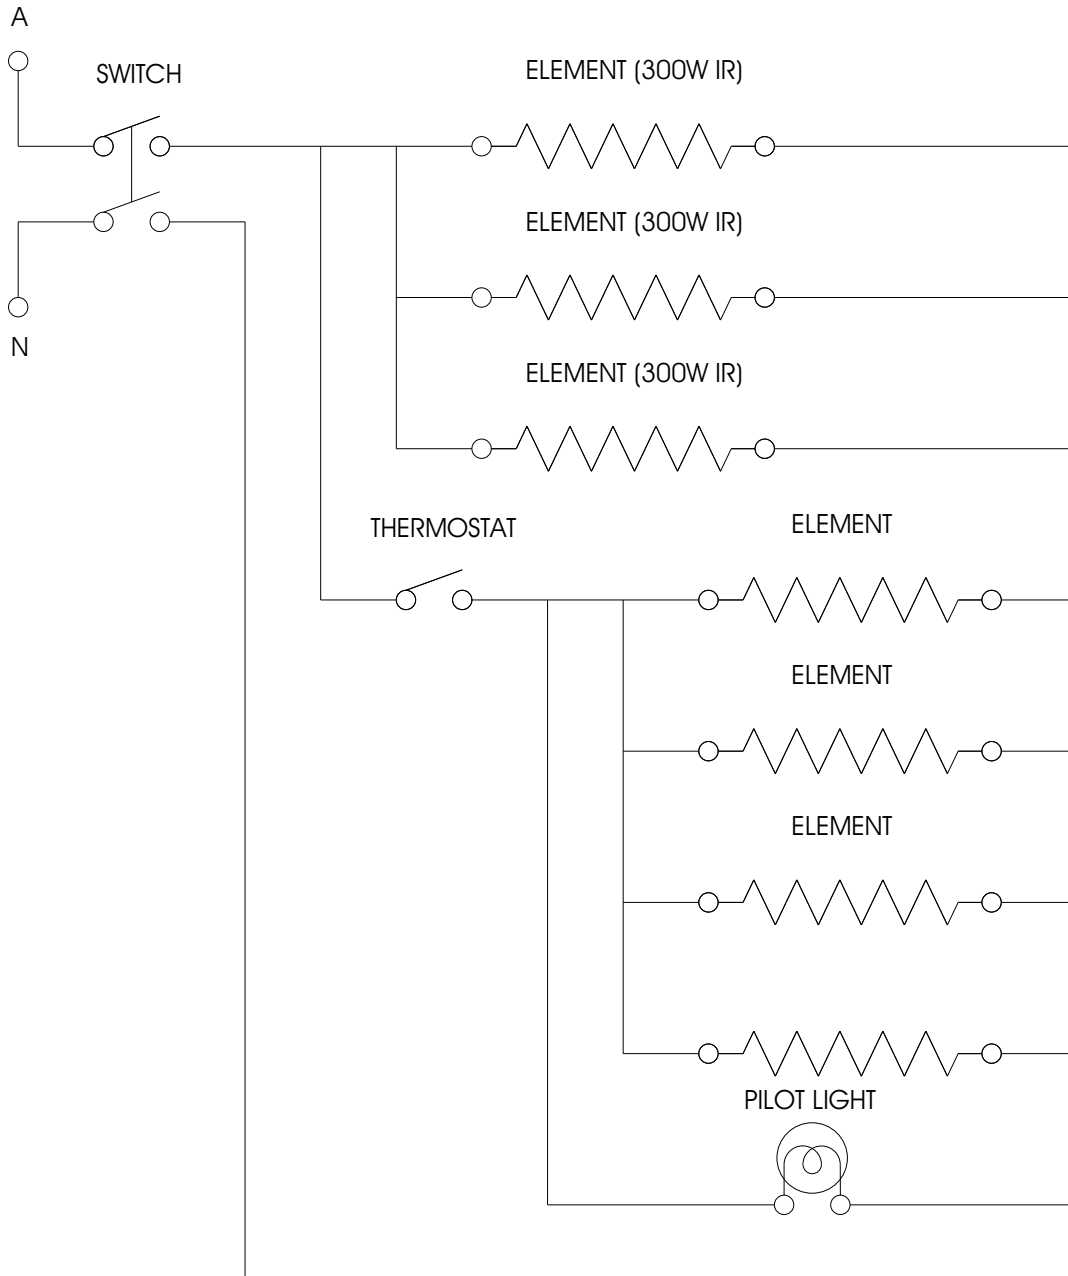 A
SWITCH
ELEMENT (300W IR)
ELEMENT (300W IR)
N
ELEMENT (300W IR)
THERMOSTAT
ELEMENT
ELEMENT
ELEMENT
PILOT LIGHT